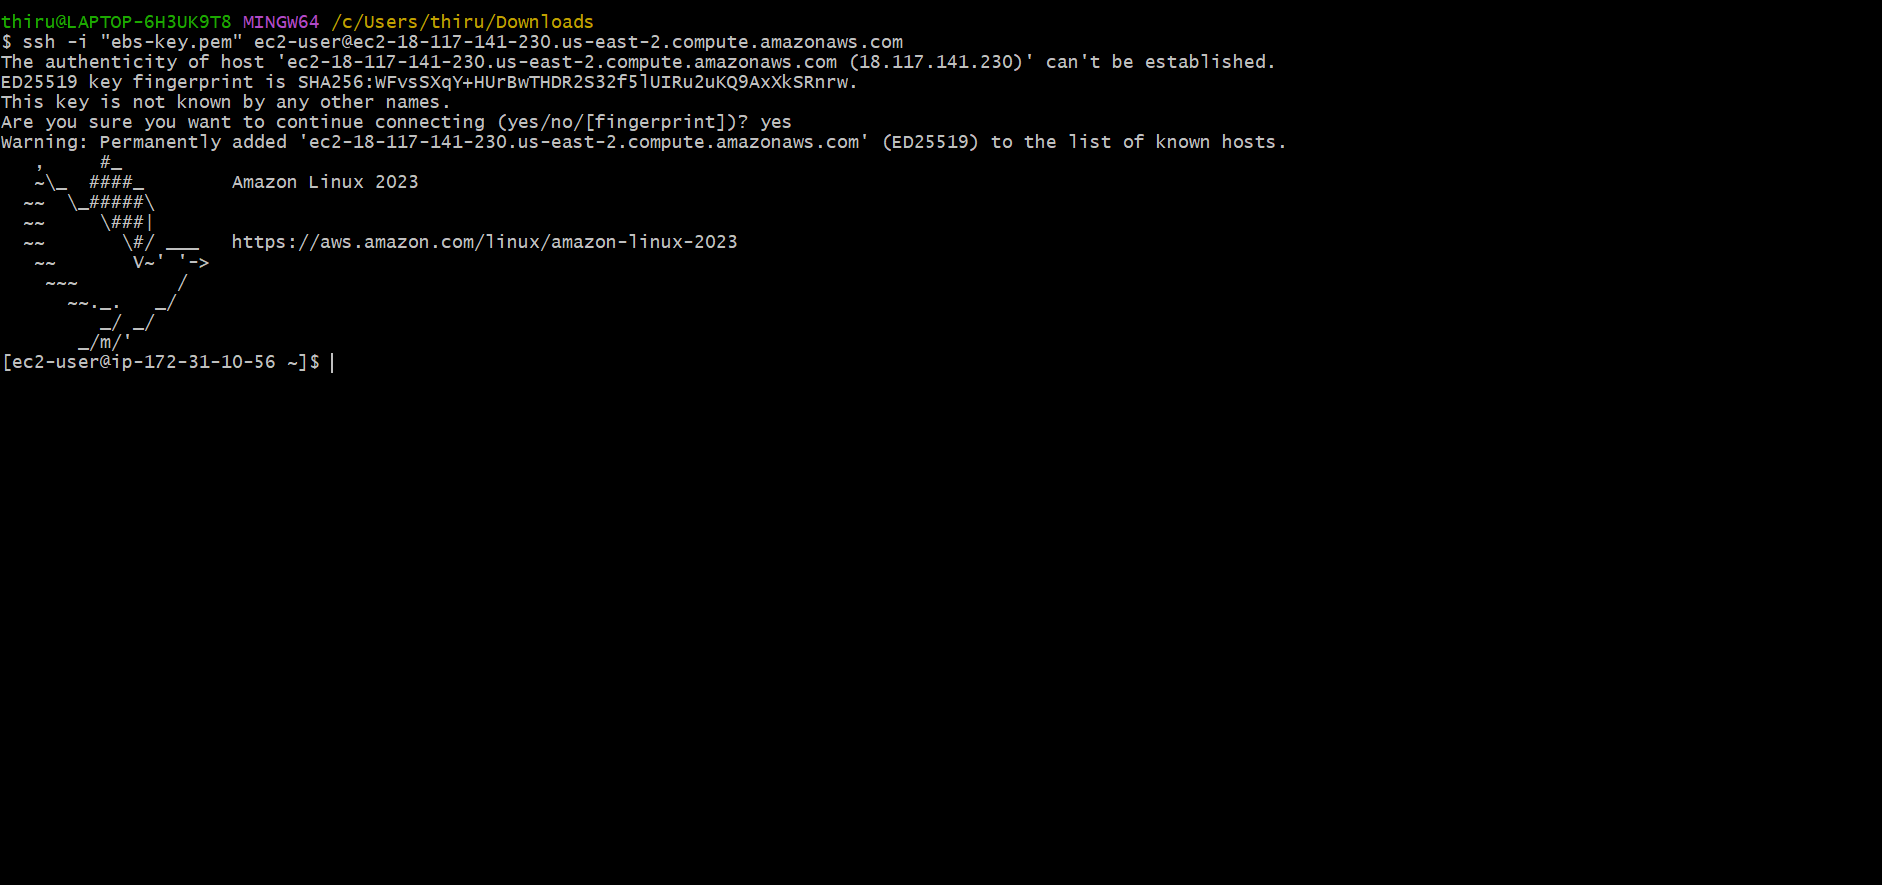 thiru@LAPTOP-6H3UK9T8 MINGW64 /c/Users/thiru/Downloads
$ ssh -i "ebs-key.pem" ec2-user@ec2-18-117-141-230.us-east-2.compute.amazonaws.com
The authenticity of host 'ec2-18-117-141-230.us-east-2.compute.amazonaws.com (18.117.141.230)' can't be established.
ED25519 key fingerprint is SHA256:WFvsSXqY+HUrBwTHDR2S32f5lUIRu2uKQ9AxXkSRnrw.
This key is not known by any other names.
Are you sure you want to continue connecting (yes/no/[fingerprint])? yes
Warning: Permanently added 'ec2-18-117-141-230.us-east-2.compute.amazonaws.com' (ED25519) to the list of known hosts.
   ,     #_
   ~\_  ####_        Amazon Linux 2023
  ~~  \_#####\
  ~~     \###|
  ~~       \#/ ___   https://aws.amazon.com/linux/amazon-linux-2023
   ~~       V~' '->
    ~~~         /
      ~~._.   _/
         _/ _/
       _/m/'
[ec2-user@ip-172-31-10-56 ~]$